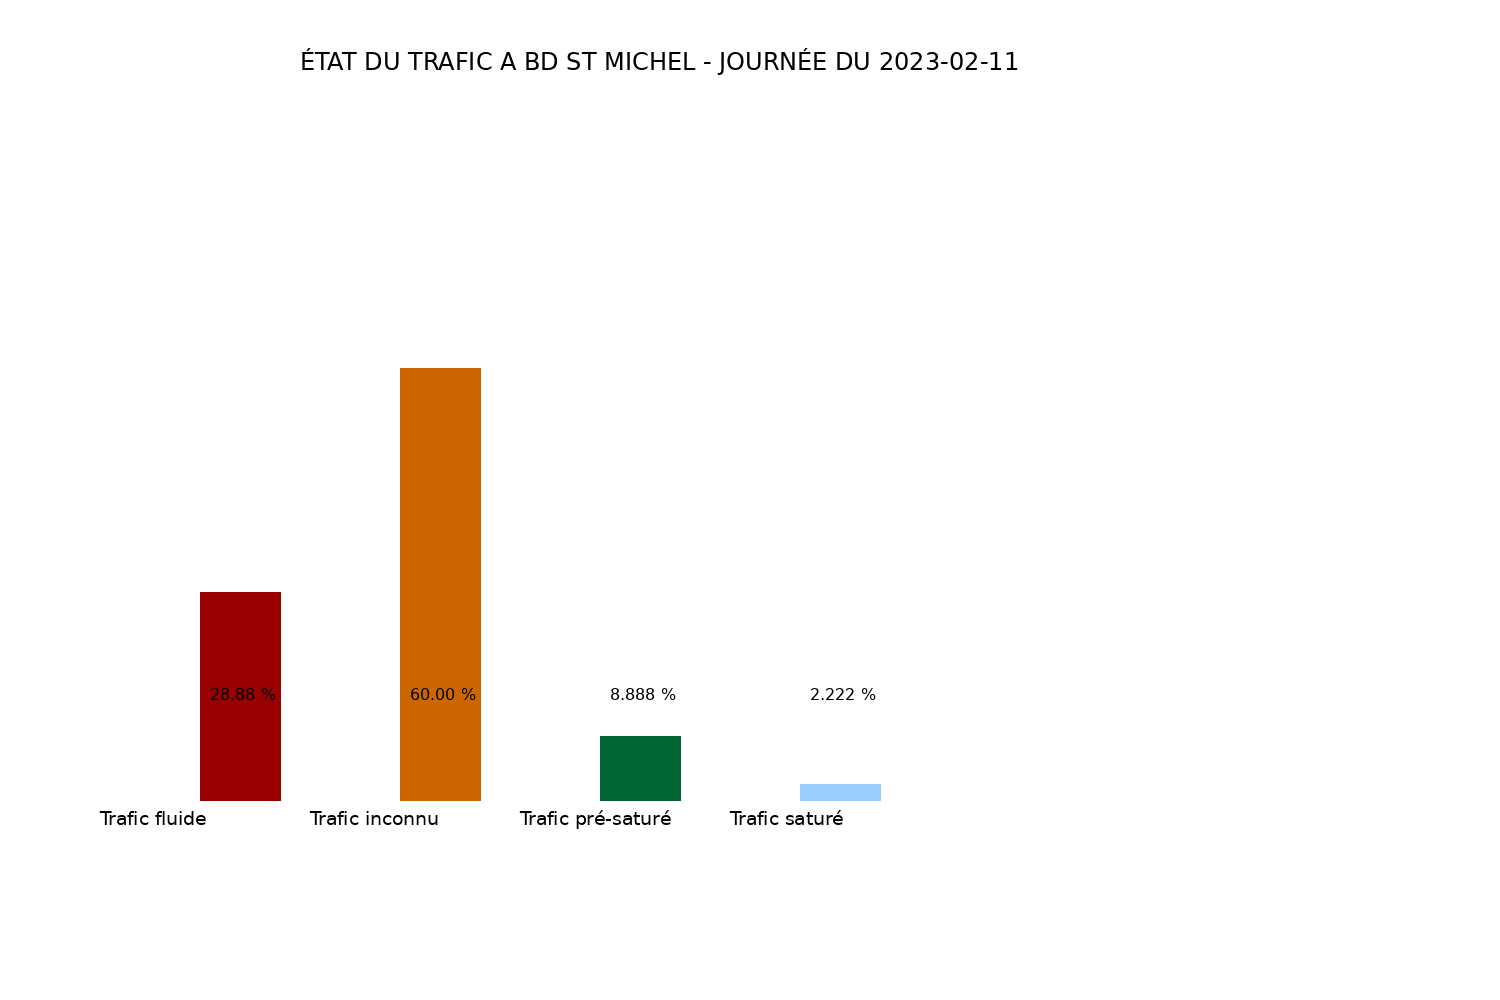 ÉTAT DU TRAFIC A BD ST MICHEL - JOURNÉE DU 2023-02-11
28.88 %
60.00 %
8.888 %
2.222 %
Trafic fluide
Trafic inconnu
Trafic pré-saturé
Trafic saturé